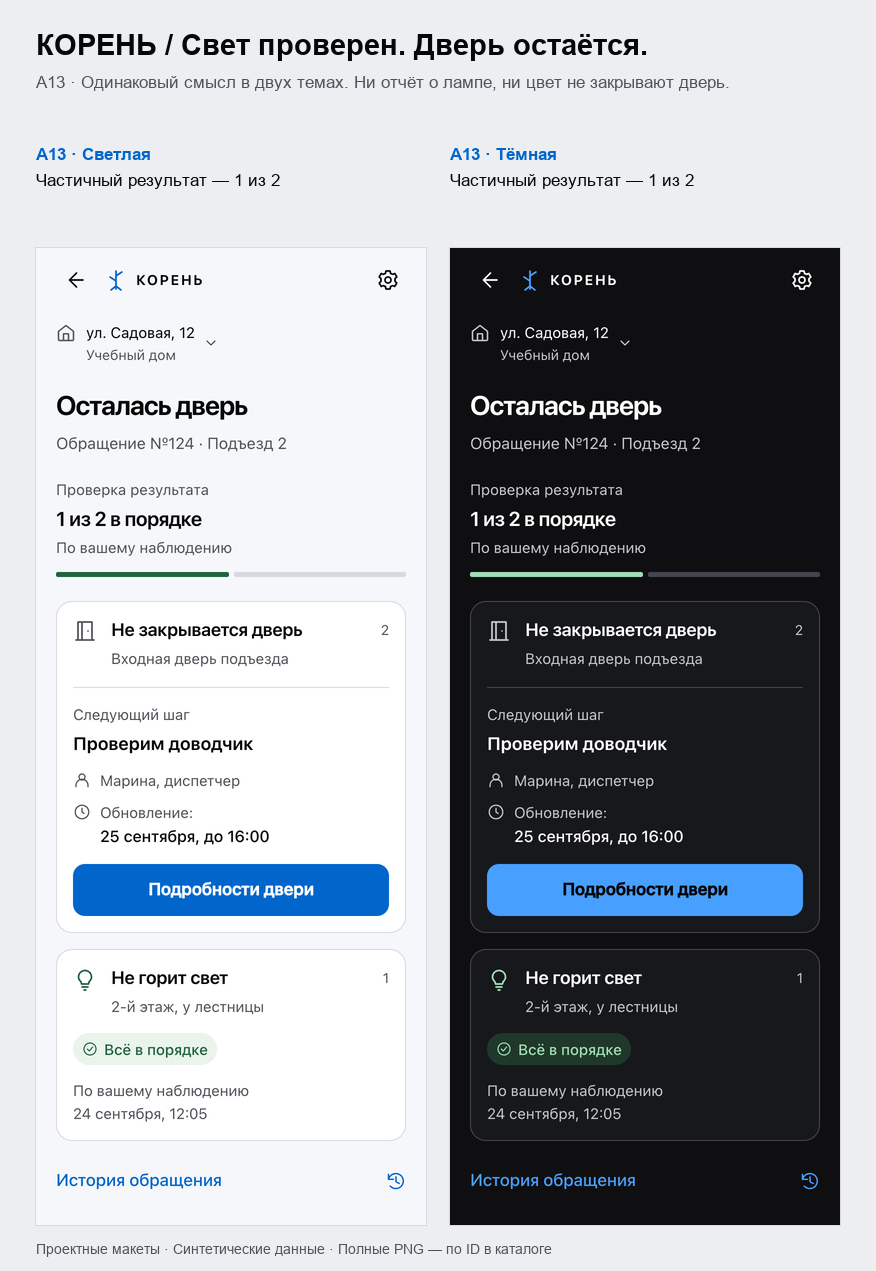 КОРЕНЬ / Свет проверен. Дверь остаётся.
A13 · Одинаковый смысл в двух темах. Ни отчёт о лампе, ни цвет не закрывают дверь.
A13 · Светлая
Частичный результат — 1 из 2
КОРЕНЬ
ул. Садовая, 12
Учебный дом
Осталась дверь
Обращение №124 · Подъезд 2
Проверка результата
1 из 2 в порядке
По вашему наблюдению
Не закрывается дверь 2
Входная дверь подъезда
Следующий шаг
Проверим доводчик
Марина, диспетчер
Обновление:
25 сентября, до 16:00
Подробности двери
Не горит свет 1
2-й этаж, у лестницы
Всё в порядке
По вашему наблюдению
24 сентября, 12:05
История обращения
A13 · Тёмная
Частичный результат — 1 из 2
КОРЕНЬ
ул. Садовая, 12
Учебный дом
Осталась дверь
Обращение №124 · Подъезд 2
Проверка результата
1 из 2 в порядке
По вашему наблюдению
Не закрывается дверь 2
Входная дверь подъезда
Следующий шаг
Проверим доводчик
Марина, диспетчер
Обновление:
25 сентября, до 16:00
Подробности двери
Не горит свет 1
2-й этаж, у лестницы
Всё в порядке
По вашему наблюдению
24 сентября, 12:05
История обращения
Проектные макеты · Синтетические данные · Полные PNG — по ID в каталоге